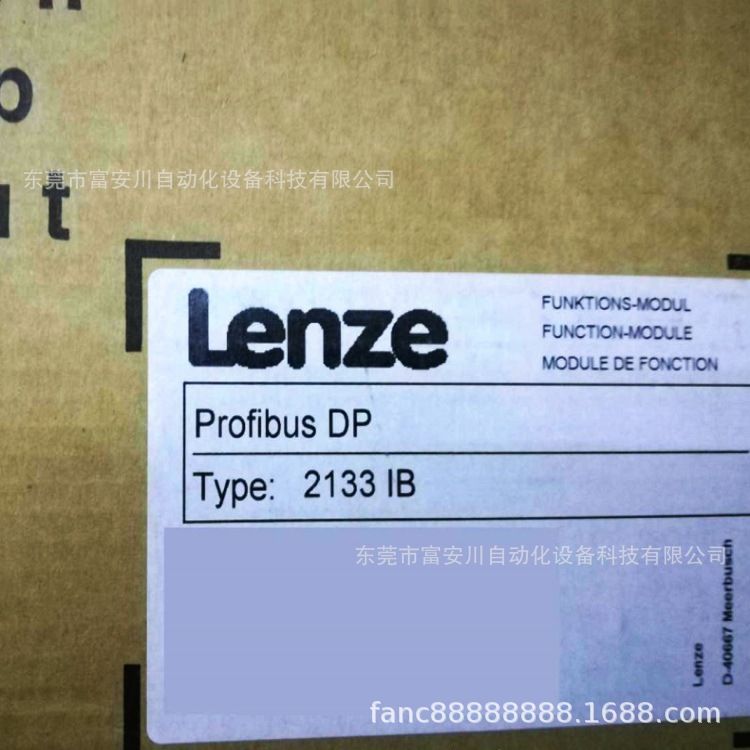 p
ut
东莞市富安川自动化设备科技有限公司
Lenze
FUNKTIONS-MODUL
FUNCTION-MODULE
MODULE DE FONCTION
Profibus DP
Type: 2133 IB
东莞市富安川自动化设备科技有限公司
Lenze
D-40667 Meerbusch
fanc88888888.1688.com